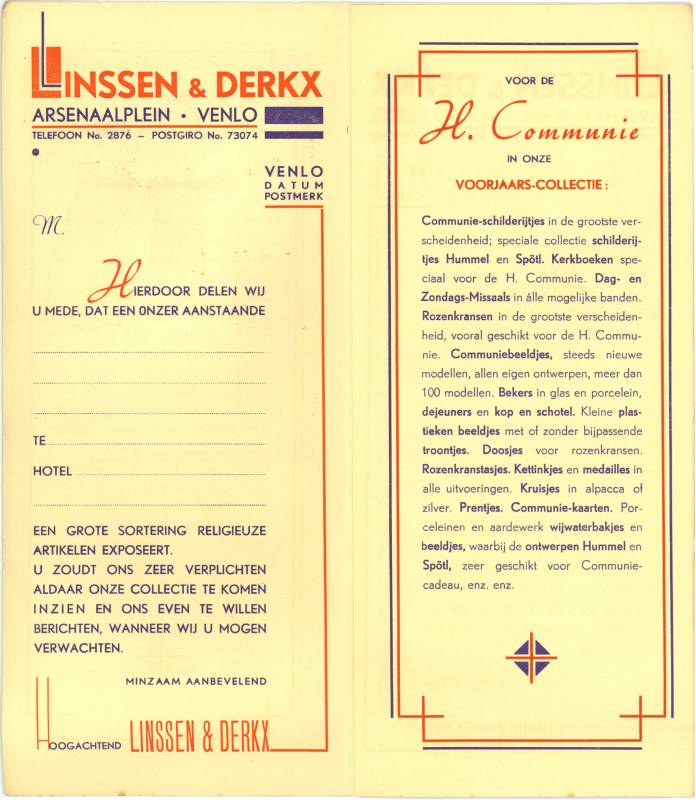 LINSSEN & DERKX
ARSENAALPLEIN • VENLO
TELEFOON No. 2876 – POSTGIRO No. 73074
VENLO
DATUM
POSTMERK
M.
HIERDOOR DELEN WIJ
U MEDE, DAT EEN ONZER AANSTAANDE
TE
HOTEL
EEN GROTE SORTERING RELIGIEUZE
ARTIKELEN EXPOSEERT.
U ZOUDT ONS ZEER VERPLICHTEN
ALDAAR ONZE COLLECTIE TE KOMEN
INZIEN EN ONS EVEN TE WILLEN
BERICHTEN, WANNEER WIJ U MOGEN
VERWACHTEN.
MINZAAM AANBEVELEND
HOOGACHTEND LINSSEN & DERKX
VOOR DE
H. Communie
IN ONZE
VOORJAARS-COLLECTIE:
Communie-schilderijtjes in de grootste ver-
scheidenheid; speciale collectie schilderij-
tjes Hummel en Spötl. Kerkboeken spe-
ciaal voor de H. Communie. Dag- en
Zondags-Missaals in álle mogelijke banden.
Rozenkransen in de grootste verscheiden-
heid, vooral geschikt voor de H. Commu-
nie. Communiebeeldjes, steeds nieuwe
modellen, allen eigen ontwerpen, meer dan
100 modellen. Bekers in glas en porcelein,
dejeuners en kop en schotel. Kleine plas-
tieken beeldjes met of zonder bijpassende
troontjes. Doosjes voor rozenkransen.
Rozenkranstasjes. Kettinkjes en medailles in
alle uitvoeringen. Kruisjes in alpacca of
zilver. Prentjes. Communie-kaarten. Por-
celeinen en aardewerk wijwaterbakjes en
beeldjes, waarbij de ontwerpen Hummel en
Spötl, zeer geschikt voor Communie-
cadeau, enz. enz.